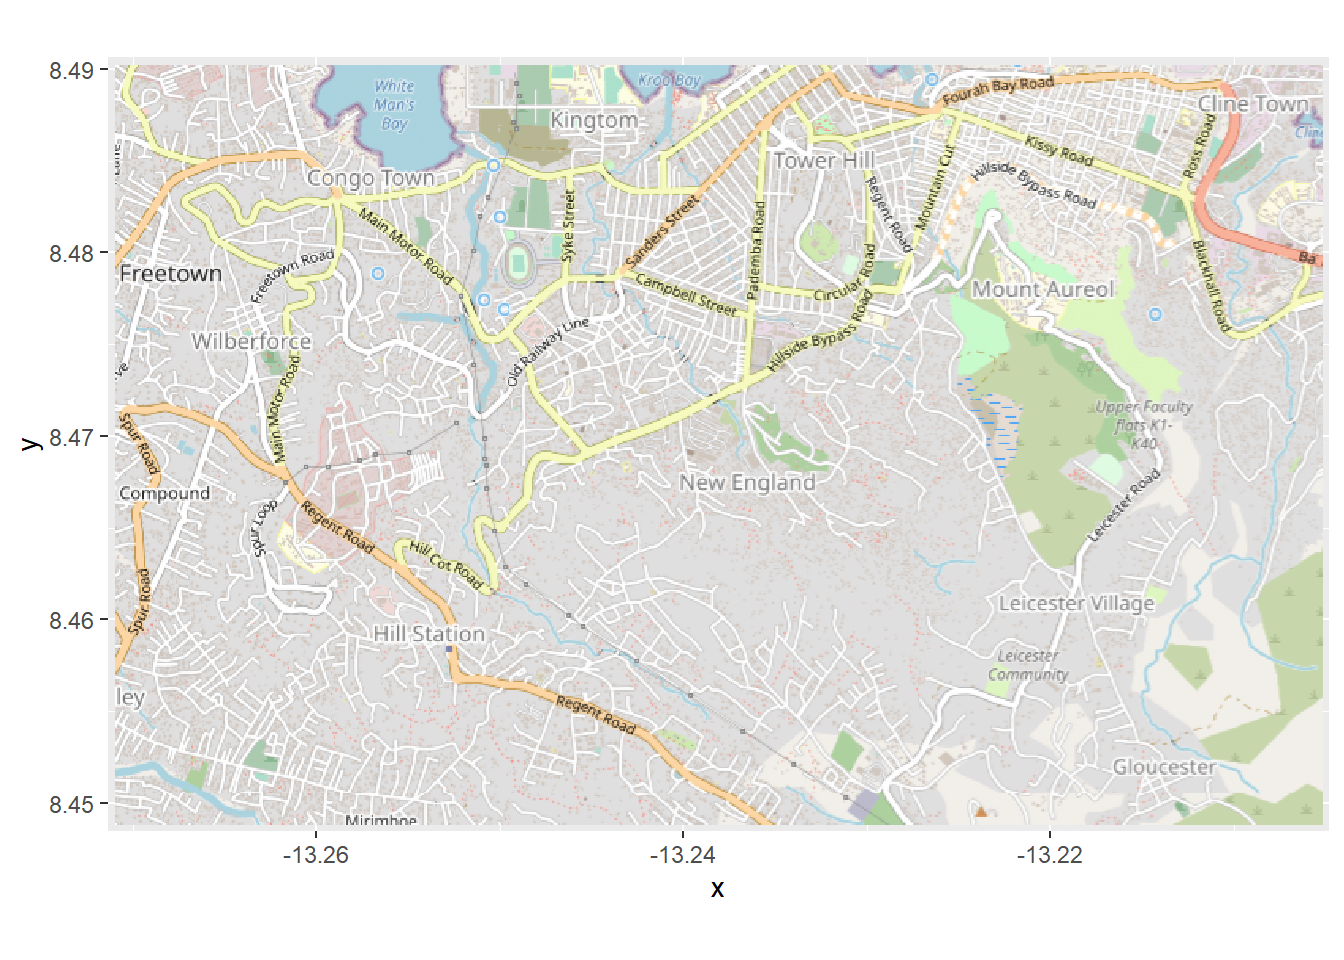 8.49
8.48
8.47
8.46
8.45
y
White
Man's
Bay
Kroo Bay
Kingtom
Fourah Bay Road
Cline Town
Congo Town
Tower Hill
Kissy Road
Ross Road
Mountain Cut
Hillside Bypass Road
Regent Road
Main Motor Road
Syke Street
Sanders Street
Pademba Road
Freetown
Freetown Road
Campbell Street
Circular Road
Mount Aureol
Blackhall Road
Ba
Wilberforce
Old Railway Line
Hillside Bypass Road
Main Motor Road
Upper Faculty
flats K1-
K40
Spur Road
Compound
New England
Leicester Road
Spur Loop
Regent Road
Hill Cot Road
Spur Road
Leicester Village
Hill Station
Leicester
Community
ley
Regent Road
Gloucester
-13.26
-13.24
-13.22
x